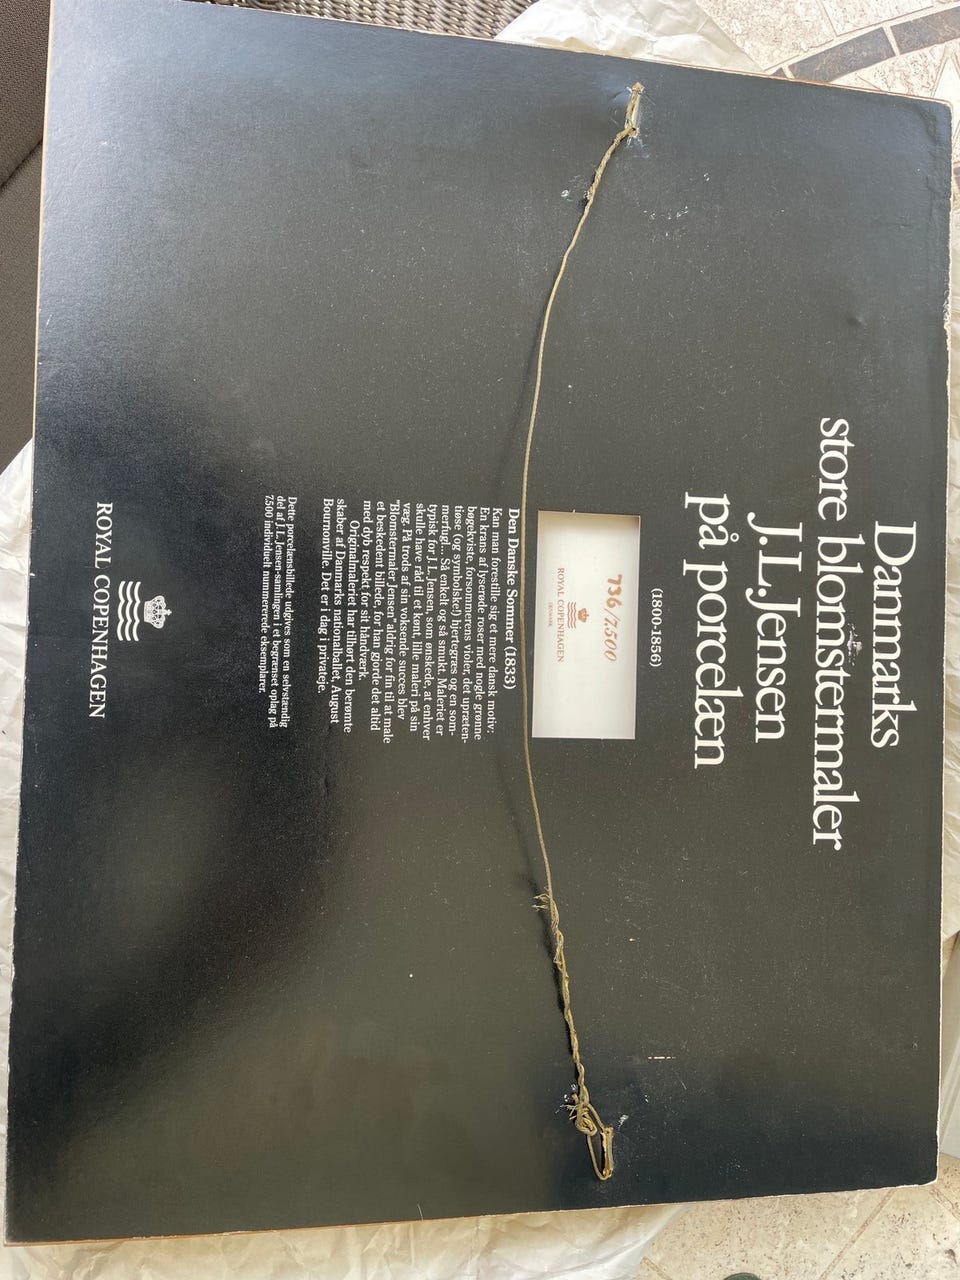 Danmarks
store blomstermaler
J.L.Jensen
på porcelæn
(1800-1856)
736/7500
ROYAL COPENHAGEN
DENMARK
Den Danske Sommer (1833)
Kan man forestille sig et mere dansk motiv:
En krans af lyserøde roser med nogle grønne
bøgekviste, forsommerens violer, det upræten-
tiøse (og symbolske!) hjertegræs og en som-
merfugl... Så enkelt og så smukt. Maleriet er
typisk for J.L. Jensen, som ønskede, at enhver
skulle have råd til et kønt, lille maleri på sin
væg. På trods af sin voksende succes blev
"Blomstermaler Jensen" aldrig for fin til at male
et beskedent billede, for han gjorde det altid
med dyb respekt for sit håndværk.
Originalmaleriet har tilhørt den berømte
skaber af Danmarks nationalballet, August
Bournonville. Det er i dag i privateje.
Dette porcelænsbillede udgives som en selvstændig
del af J.L. Jensen-samlingen i et begrænset oplag på
7.500 individuelt nummererede eksemplarer.
ROYAL COPENHAGEN